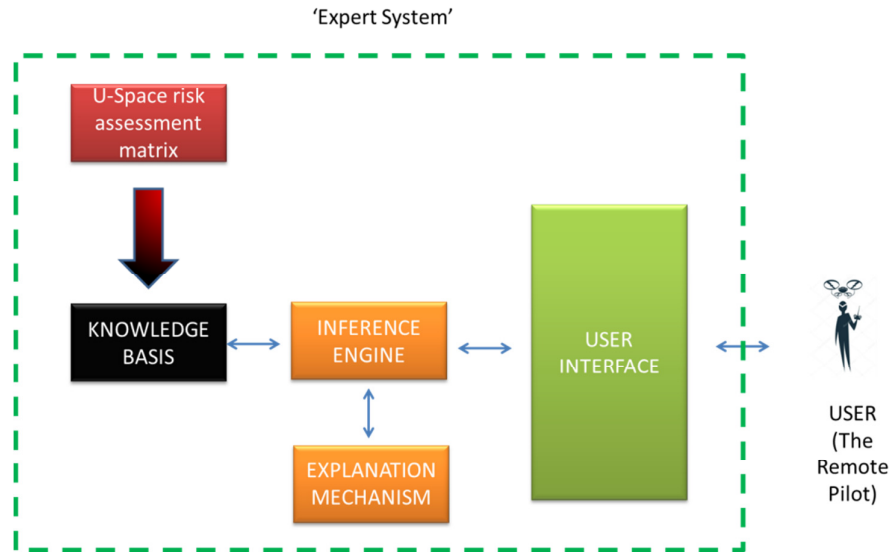 ‘Expert System’
U-Space risk
assessment
matrix
KNOWLEDGE
BASIS
INFERENCE
ENGINE
USER
INTERFACE
EXPLANATION
MECHANISM
USER
(The
Remote
Pilot)